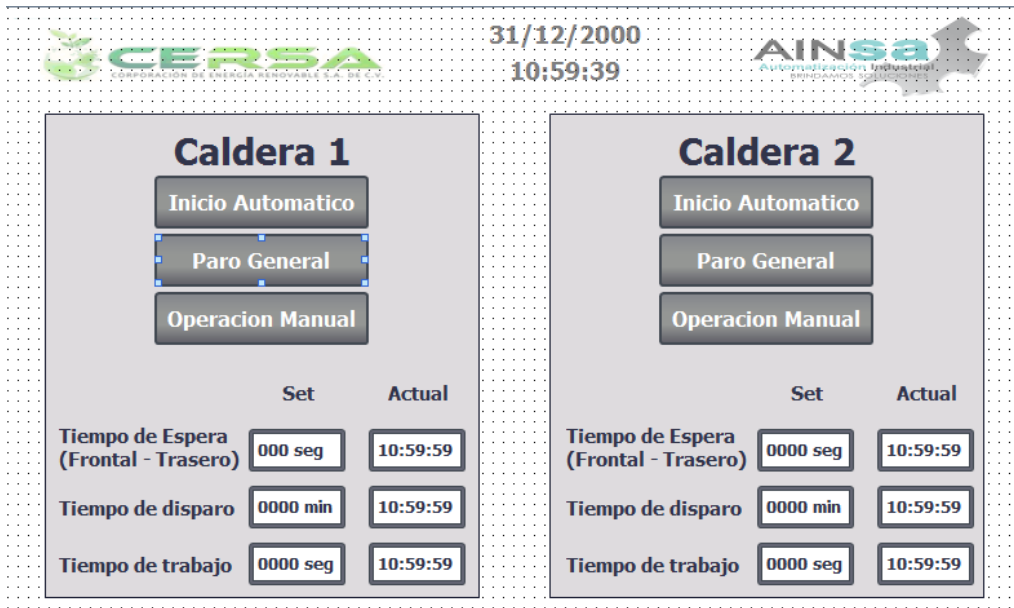 CERSA
CORPORACIÓN DE ENERGÍA RENOVABLE S.A. DE C.V.
31/12/2000
10:59:39
AINSa
Automatización Industrial
BRINDAMOS SOLUCIONES
Caldera 1
Inicio Automatico
Paro General
Operacion Manual
Set Actual
Tiempo de Espera
(Frontal - Trasero) 000 seg 10:59:59
Tiempo de disparo 0000 min 10:59:59
Tiempo de trabajo 0000 seg 10:59:59
Caldera 2
Inicio Automatico
Paro General
Operacion Manual
Set Actual
Tiempo de Espera
(Frontal - Trasero) 0000 seg 10:59:59
Tiempo de disparo 0000 min 10:59:59
Tiempo de trabajo 0000 seg 10:59:59